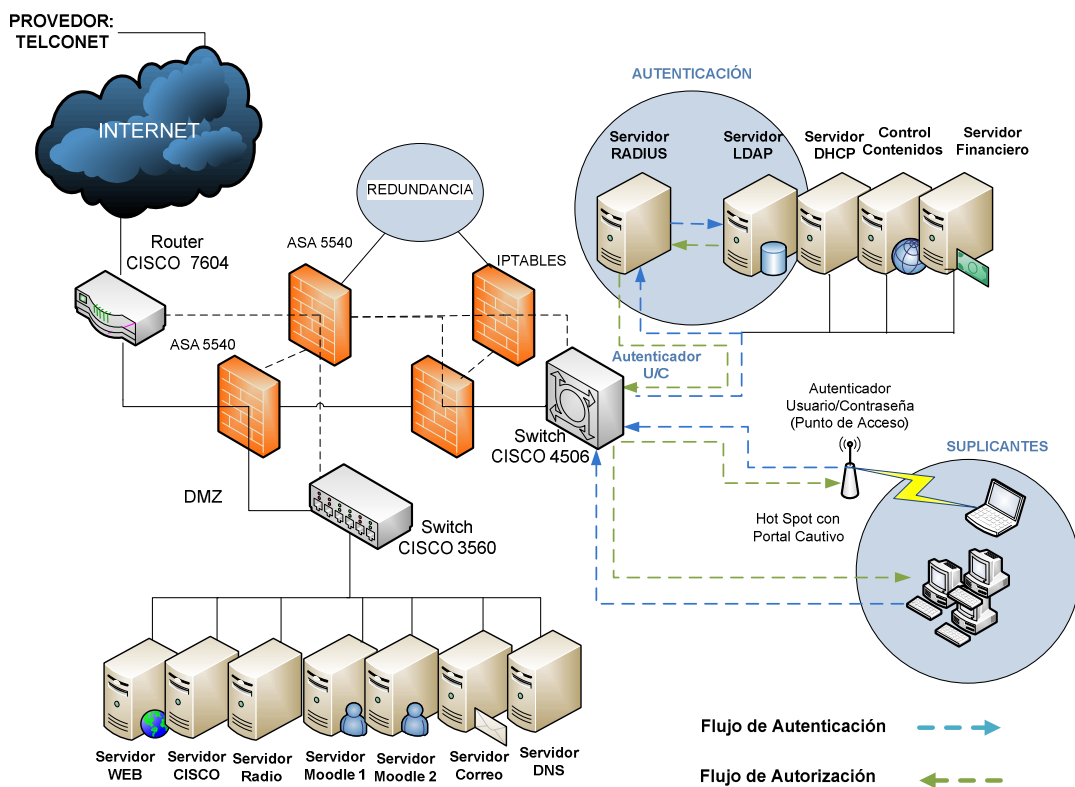 PROVEDOR:
TELCONET
INTERNET
AUTENTICACIÓN
Servidor
RADIUS
Servidor
LDAP
Servidor
DHCP
Control
Contenidos
Servidor
Financiero
REDUNDANCIA
Router
CISCO 7604
ASA 5540
IPTABLES
ASA 5540
Autenticador
U/C
Switch
CISCO 4506
Autenticador
Usuario/Contraseña
(Punto de Acceso)
SUPLICANTES
Hot Spot con
Portal Cautivo
DMZ
Switch
CISCO 3560
Servidor
WEB
Servidor
CISCO
Servidor
Radio
Servidor
Moodle 1
Servidor
Moodle 2
Servidor
Correo
Servidor
DNS
Flujo de Autenticación
Flujo de Autorización